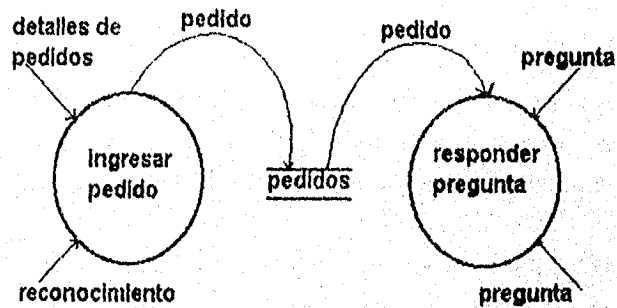 detalles de
pedidos
pedido
pedido
pregunta
ingresar
pedido
pedidos
responder
pregunta
reconocimiento
pregunta